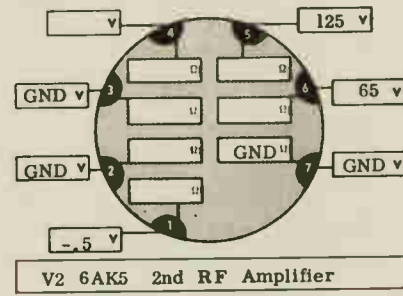 v
125 v
4
5
Ω
Ω
GND v
3
6
65 v
Ω
Ω
GND v
2
Ω
GND Ω
7
GND v
Ω
-.5 v
1
V2 6AK5 2nd RF Amplifier